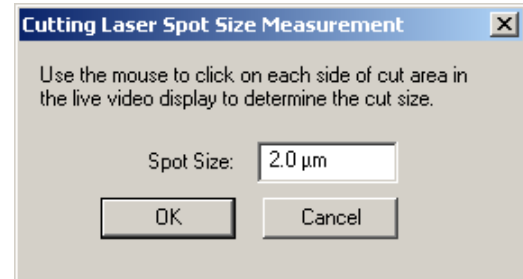 Cutting Laser Spot Size Measurement
Use the mouse to click on each side of cut area in
the live video display to determine the cut size.
Spot Size: 2.0 µm
OK Cancel